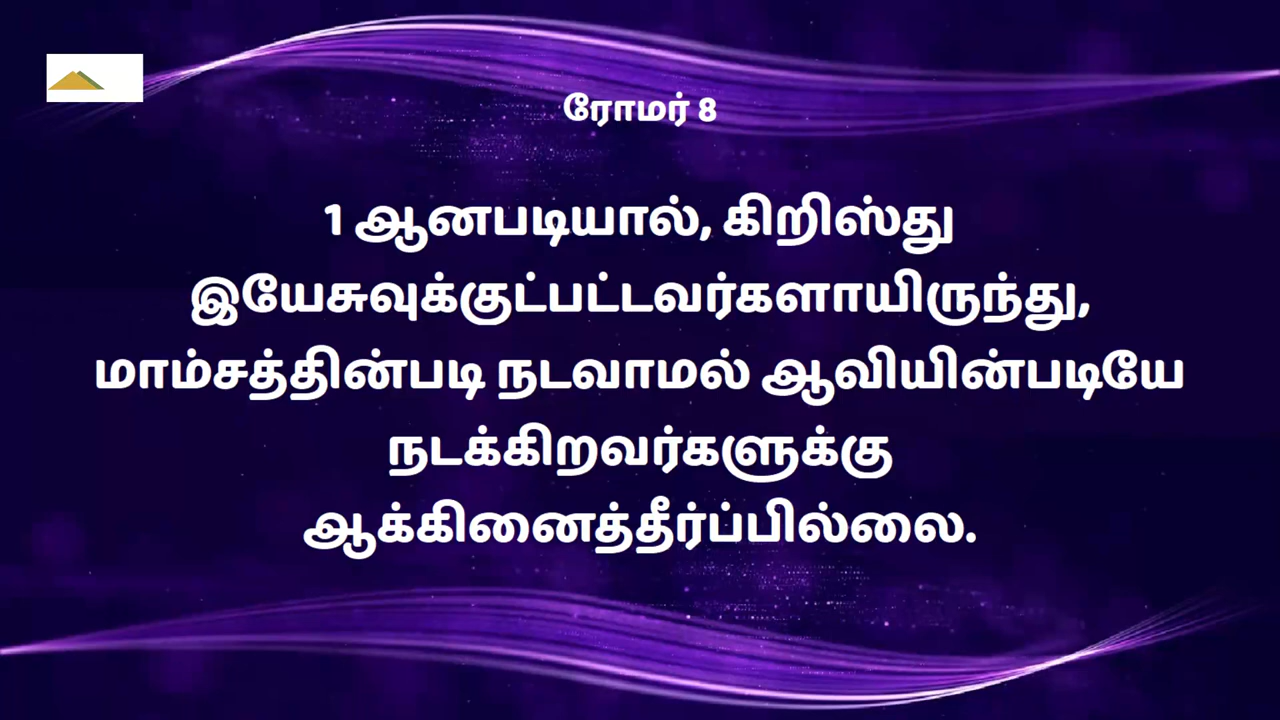 ரோமர் 8
1 ஆனபடியால், கிறிஸ்து
இயேசுவுக்குட்பட்டவர்களாயிருந்து,
மாம்சத்தின்படி நடவாமல் ஆவியின்படியே
நடக்கிறவர்களுக்கு
ஆக்கினைத்தீர்ப்பில்லை.